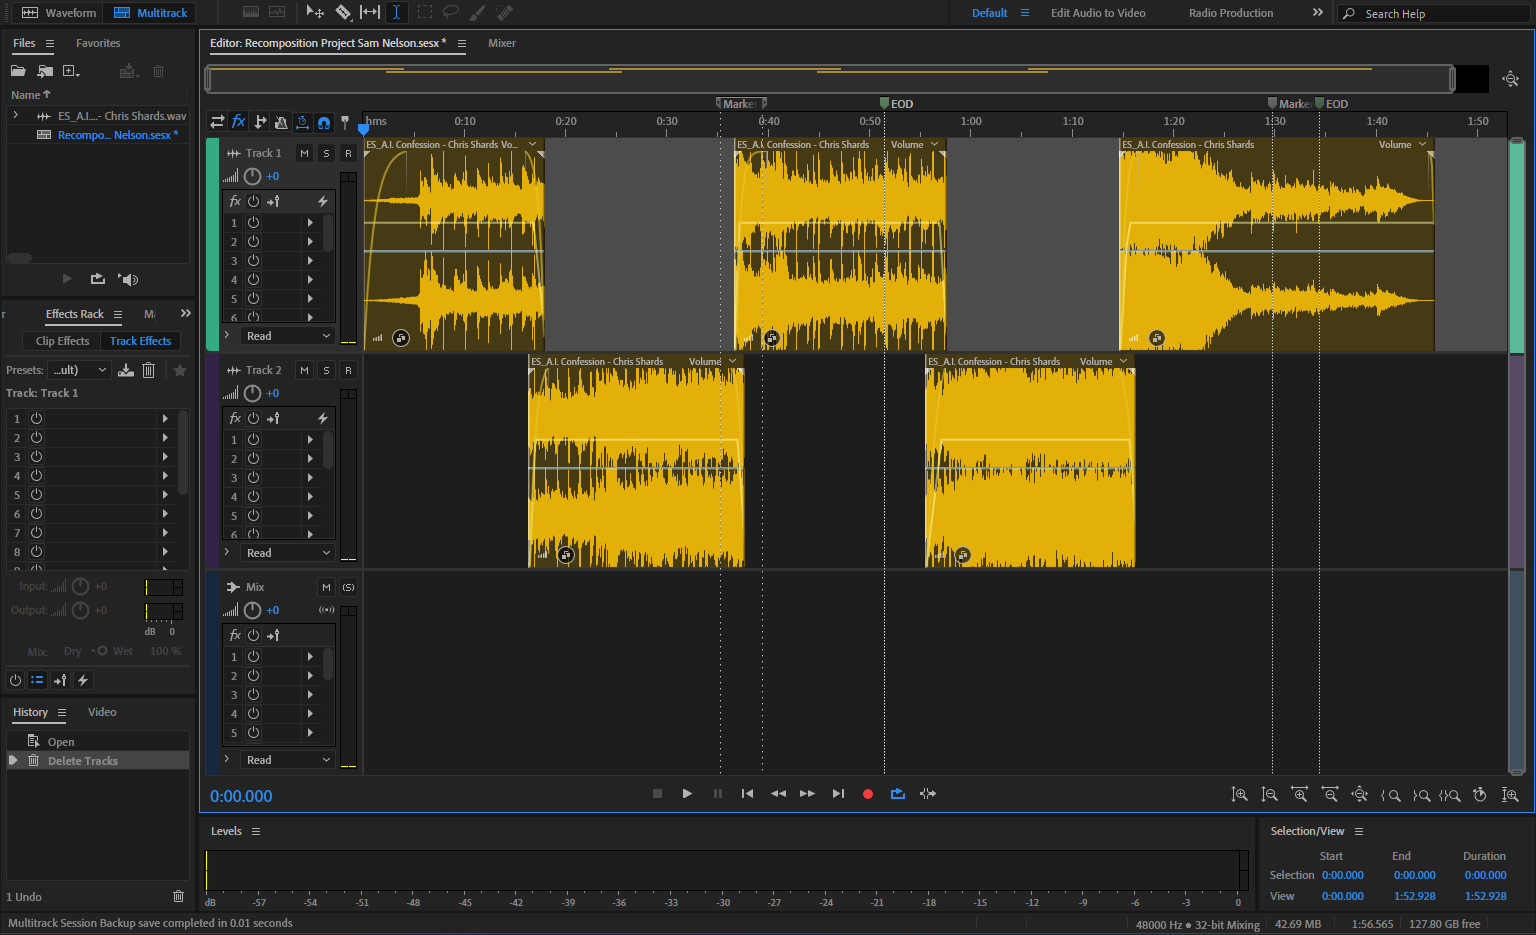 Waveform Multitrack Default Edit Audio to Video Radio Production Search Help
Files Favorites
Editor: Recomposition Project Sam Nelson.sesx * Mixer
Name
ES_A.I....- Chris Shards.wav
Recompo... Nelson.sesx *
Marker EOD Marke EOD
hms 0:10 0:20 0:30 0:40 0:50 1:00 1:10 1:20 1:30 1:40 1:50
Track 1 M S R
+0
fx
1
2
3
4
5
6
Read
ES_A.I. Confession - Chris Shards Vo...
ES_A.I. Confession - Chris Shards Volume
ES_A.I. Confession - Chris Shards Volume
r Effects Rack M
Clip Effects Track Effects
Presets: ...ult)
Track: Track 1
1
2
3
4
5
6
7
8
9
Input: +0
Output: +0
dB 0
Mix: Dry Wet 100 %
Track 2 M S R
+0
fx
1
2
3
4
5
6
Read
ES_A.I. Confession - Chris Shards Volume
ES_A.I. Confession - Chris Shards Volume
Mix M (S)
+0
fx
1
2
3
4
5
Read
History Video
Open
Delete Tracks
1 Undo
0:00.000
Levels
dB -57 -54 -51 -48 -45 -42 -39 -36 -33 -30 -27 -24 -21 -18 -15 -12 -9 -6 -3 0
Selection/View
Start End Duration
Selection 0:00.000 0:00.000 0:00.000
View 0:00.000 1:52.928 1:52.928
Multitrack Session Backup save completed in 0.01 seconds
48000 Hz ● 32-bit Mixing 42.69 MB 1:56.565 127.80 GB free